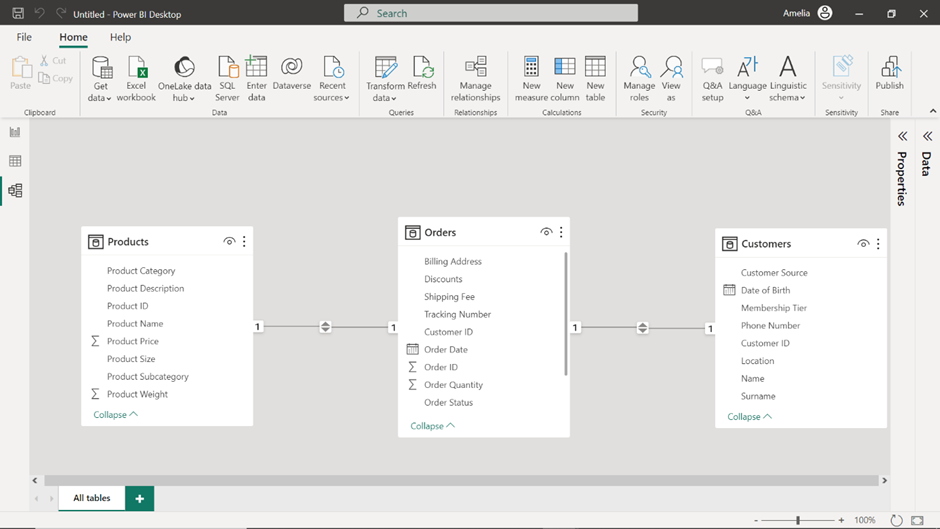 Untitled - Power BI Desktop
Search
Amelia
File Home Help
Paste
Cut
Copy
Clipboard
Get data
Excel workbook
OneLake data hub
SQL Server
Enter data
Dataverse
Recent sources
Data
Transform data
Refresh
Queries
Manage relationships
Relationships
New measure
New column
New table
Calculations
Manage roles
View as
Security
Q&A setup
Language
Linguistic schema
Q&A
Sensitivity
Sensitivity
Publish
Share
Products
Product Category
Product Description
Product ID
Product Name
Product Price
Product Size
Product Subcategory
Product Weight
Collapse
1
1
Orders
Billing Address
Discounts
Shipping Fee
Tracking Number
Customer ID
Order Date
Order ID
Order Quantity
Order Status
Collapse
1
1
Customers
Customer Source
Date of Birth
Membership Tier
Phone Number
Customer ID
Location
Name
Surname
Collapse
Properties
Data
All tables
+
- + 100%